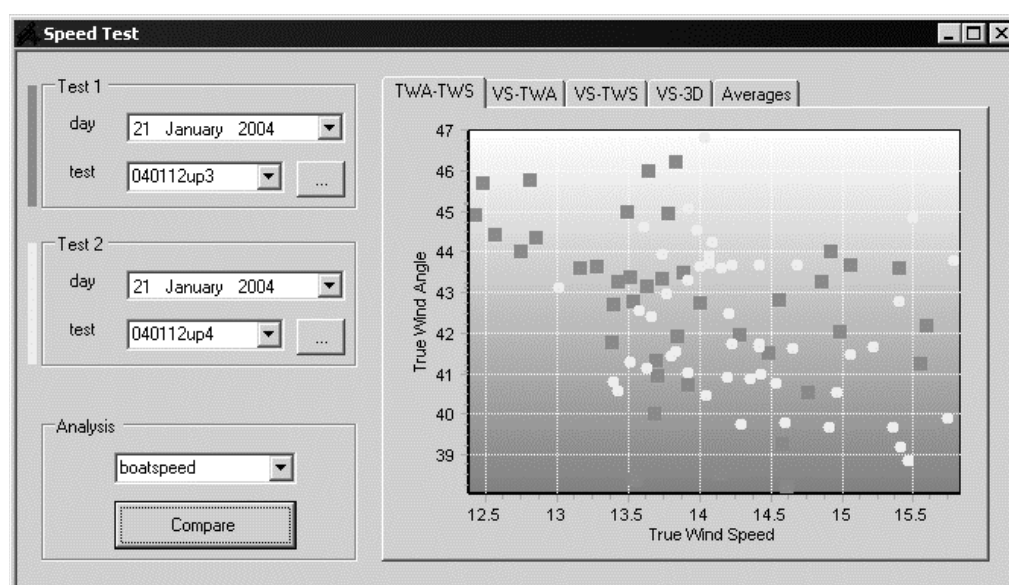 Speed Test
Test 1
day
21 January 2004
test
040112up3
...
Test 2
day
21 January 2004
test
040112up4
...
Analysis
boatspeed
Compare
TWA-TWS VS-TWA VS-TWS VS-3D Averages
True Wind Angle
47
46
45
44
43
42
41
40
39
12.5 13 13.5 14 14.5 15 15.5
True Wind Speed